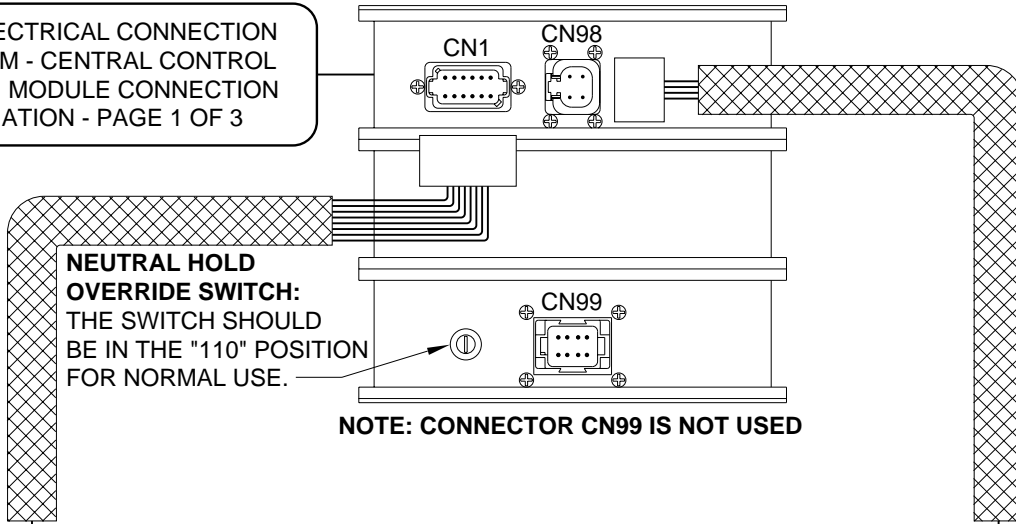 ECTRICAL CONNECTION
M - CENTRAL CONTROL
MODULE CONNECTION
ATION - PAGE 1 OF 3
CN1
CN98
NEUTRAL HOLD
OVERRIDE SWITCH:
THE SWITCH SHOULD
BE IN THE "110" POSITION
FOR NORMAL USE.
CN99
NOTE: CONNECTOR CN99 IS NOT USED